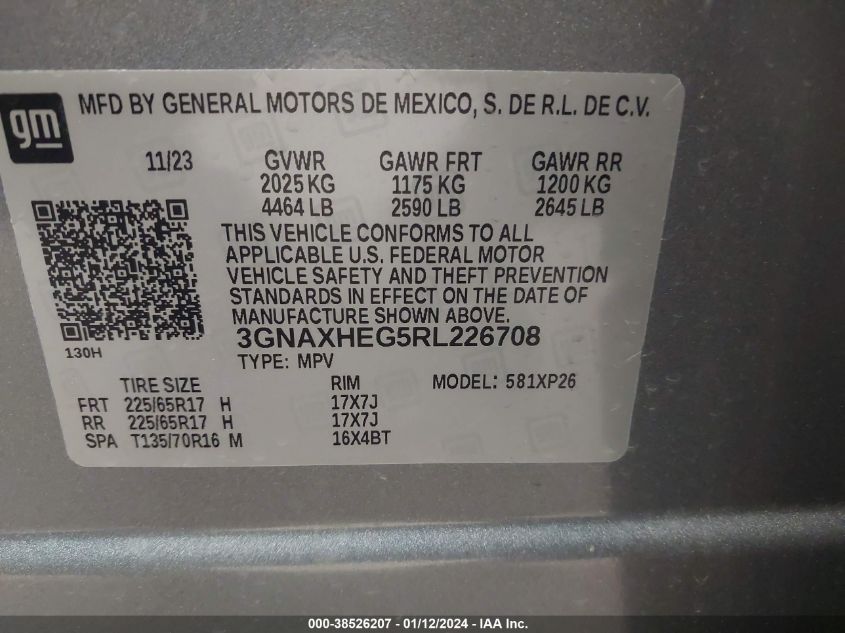 gm
MFD BY GENERAL MOTORS DE MEXICO, S. DE R.L. DE C.V.
11/23 GVWR GAWR FRT GAWR RR
2025 KG 1175 KG 1200 KG
4464 LB 2590 LB 2645 LB
THIS VEHICLE CONFORMS TO ALL
APPLICABLE U.S. FEDERAL MOTOR
VEHICLE SAFETY AND THEFT PREVENTION
STANDARDS IN EFFECT ON THE DATE OF
MANUFACTURE SHOWN ABOVE.
3GNAXHEG5RL226708
130H
TYPE: MPV
TIRE SIZE RIM MODEL: 581XP26
FRT 225/65R17 H 17X7J
RR 225/65R17 H 17X7J
SPA T135/70R16 M 16X4BT
000-38526207 - 01/12/2024 - IAA Inc.